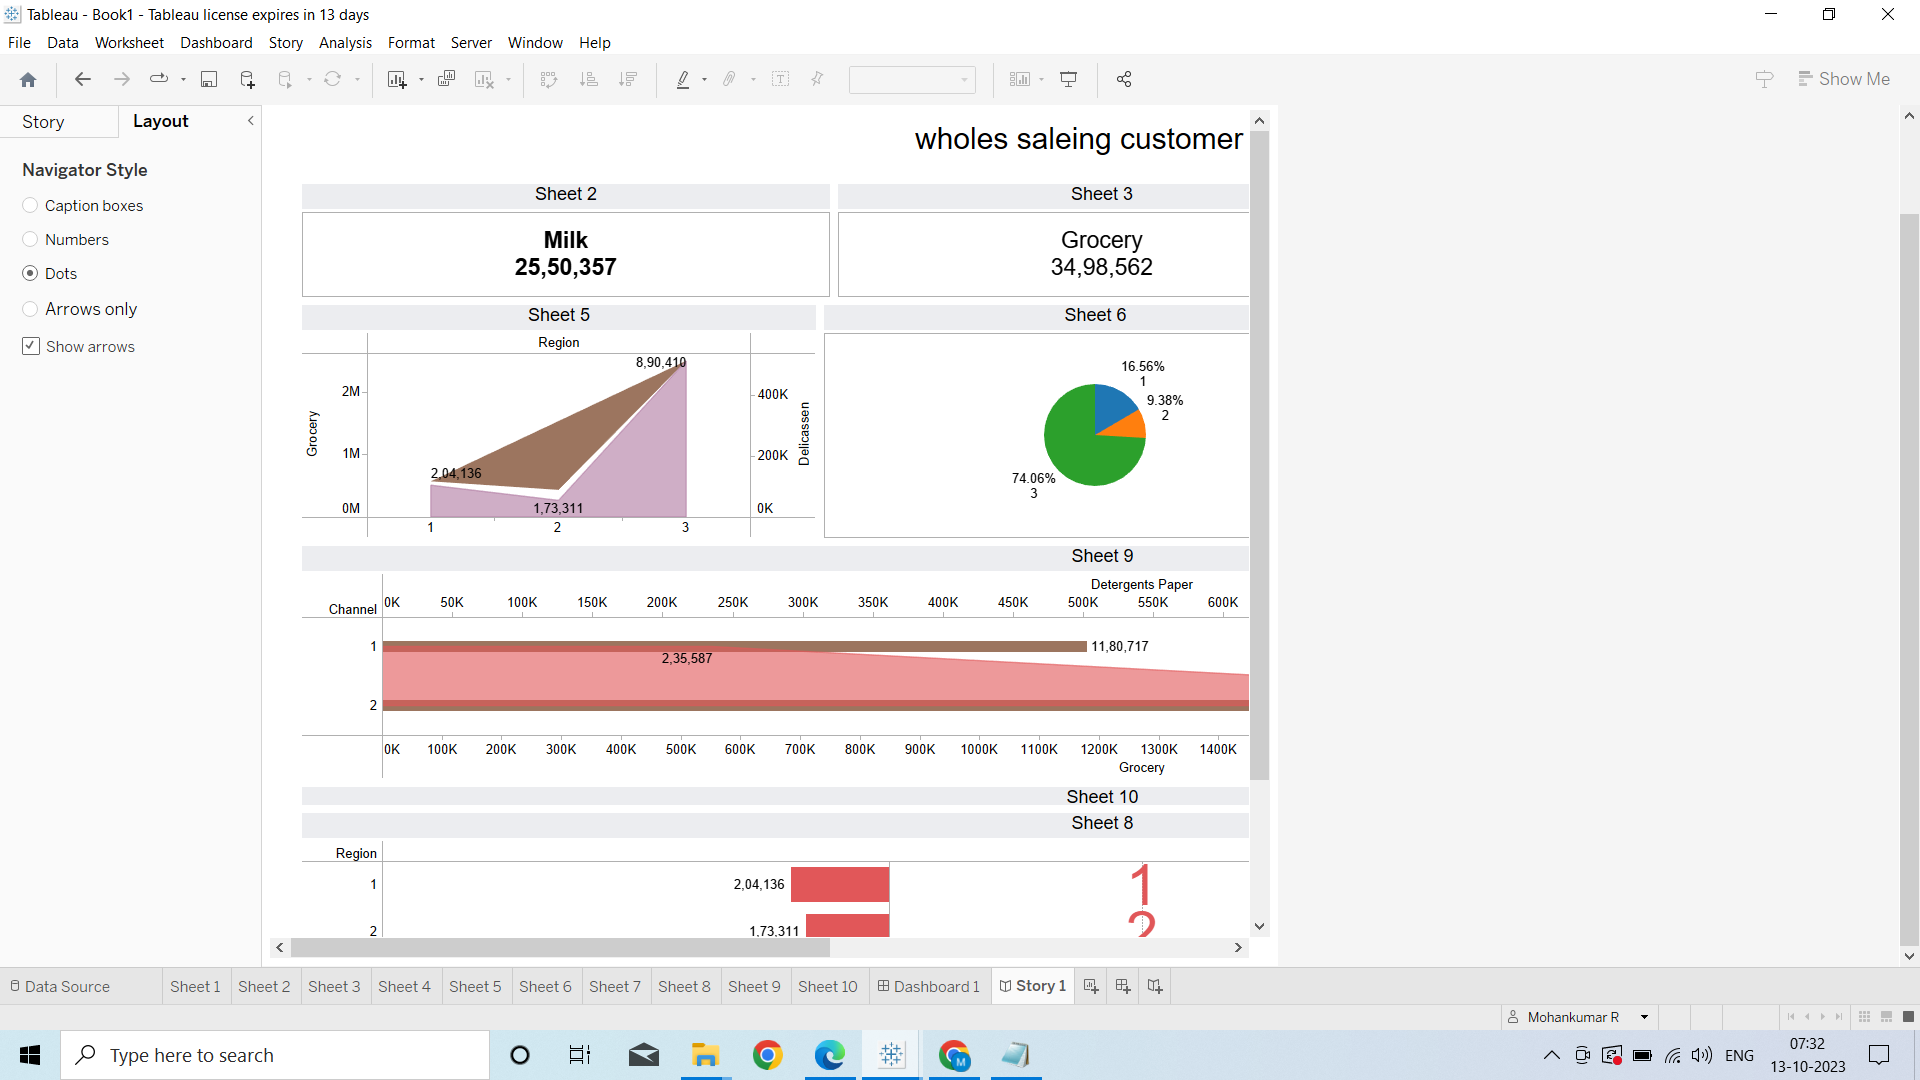 Tableau - Book1 - Tableau license expires in 13 days
File Data Worksheet Dashboard Story Analysis Format Server Window Help
Show Me
Story Layout
Navigator Style
Caption boxes
Numbers
Dots
Arrows only
Show arrows
wholes saleing customer
Sheet 2 Sheet 3
Milk
25,50,357
Grocery
34,98,562
Sheet 5 Sheet 6
Region
8,90,410
2M
1M
0M
Grocery
2,04,136
1,73,311
400K
200K
0K
Delicassen
1 2 3
16.56%
1
9.38%
2
74.06%
3
Sheet 9
Detergents Paper
Channel 0K 50K 100K 150K 200K 250K 300K 350K 400K 450K 500K 550K 600K
1 11,80,717
2,35,587
2
0K 100K 200K 300K 400K 500K 600K 700K 800K 900K 1000K 1100K 1200K 1300K 1400K
Grocery
Sheet 10
Sheet 8
Region
1 2,04,136 1
2 1,73,311 2
Data Source Sheet 1 Sheet 2 Sheet 3 Sheet 4 Sheet 5 Sheet 6 Sheet 7 Sheet 8 Sheet 9 Sheet 10 Dashboard 1 Story 1
Mohankumar R
Type here to search
M
ENG
07:32
13-10-2023